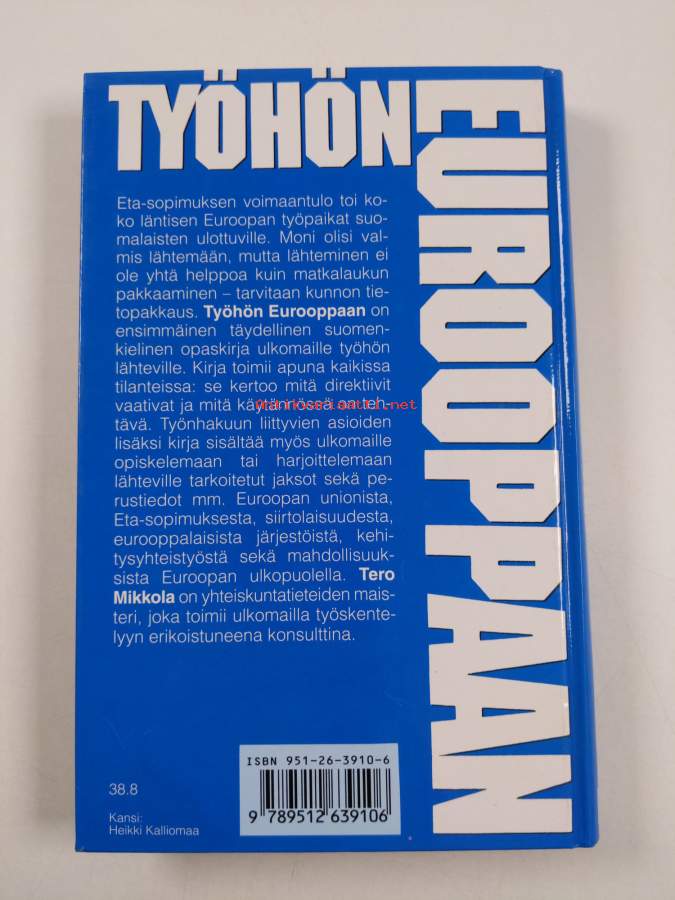 TYÖHÖN
EUROOPPAAN
Eta-sopimuksen voimaantulo toi ko-
ko läntisen Euroopan työpaikat suo-
malaisten ulottuville. Moni olisi val-
mis lähtemään, mutta lähteminen ei
ole yhtä helppoa kuin matkalaukun
pakkaaminen – tarvitaan kunnon tie-
topakkaus. Työhön Eurooppaan on
ensimmäinen täydellinen suomen-
kielinen opaskirja ulkomaille työhön
lähteville. Kirja toimii apuna kaikissa
tilanteissa: se kertoo mitä direktiivit
vaativat ja mitä käytännössä on teh-
tävä. Työnhakuun liittyvien asioiden
lisäksi kirja sisältää myös ulkomaille
opiskelemaan tai harjoittelemaan
lähteville tarkoitetut jaksot sekä pe-
rustiedot mm. Euroopan unionista,
Eta-sopimuksesta, siirtolaisuudesta,
eurooppalaisista järjestöistä, kehi-
tysyhteistyöstä sekä mahdollisuuk-
sista Euroopan ulkopuolella. Tero
Mikkola on yhteiskuntatieteiden mais-
teri, joka toimii ulkomailla työskente-
lyyn erikoistuneena konsulttina.
ISBN 951-26-3910-6
9 789512 639106
38.8
Kansi:
Heikki Kalliomaa